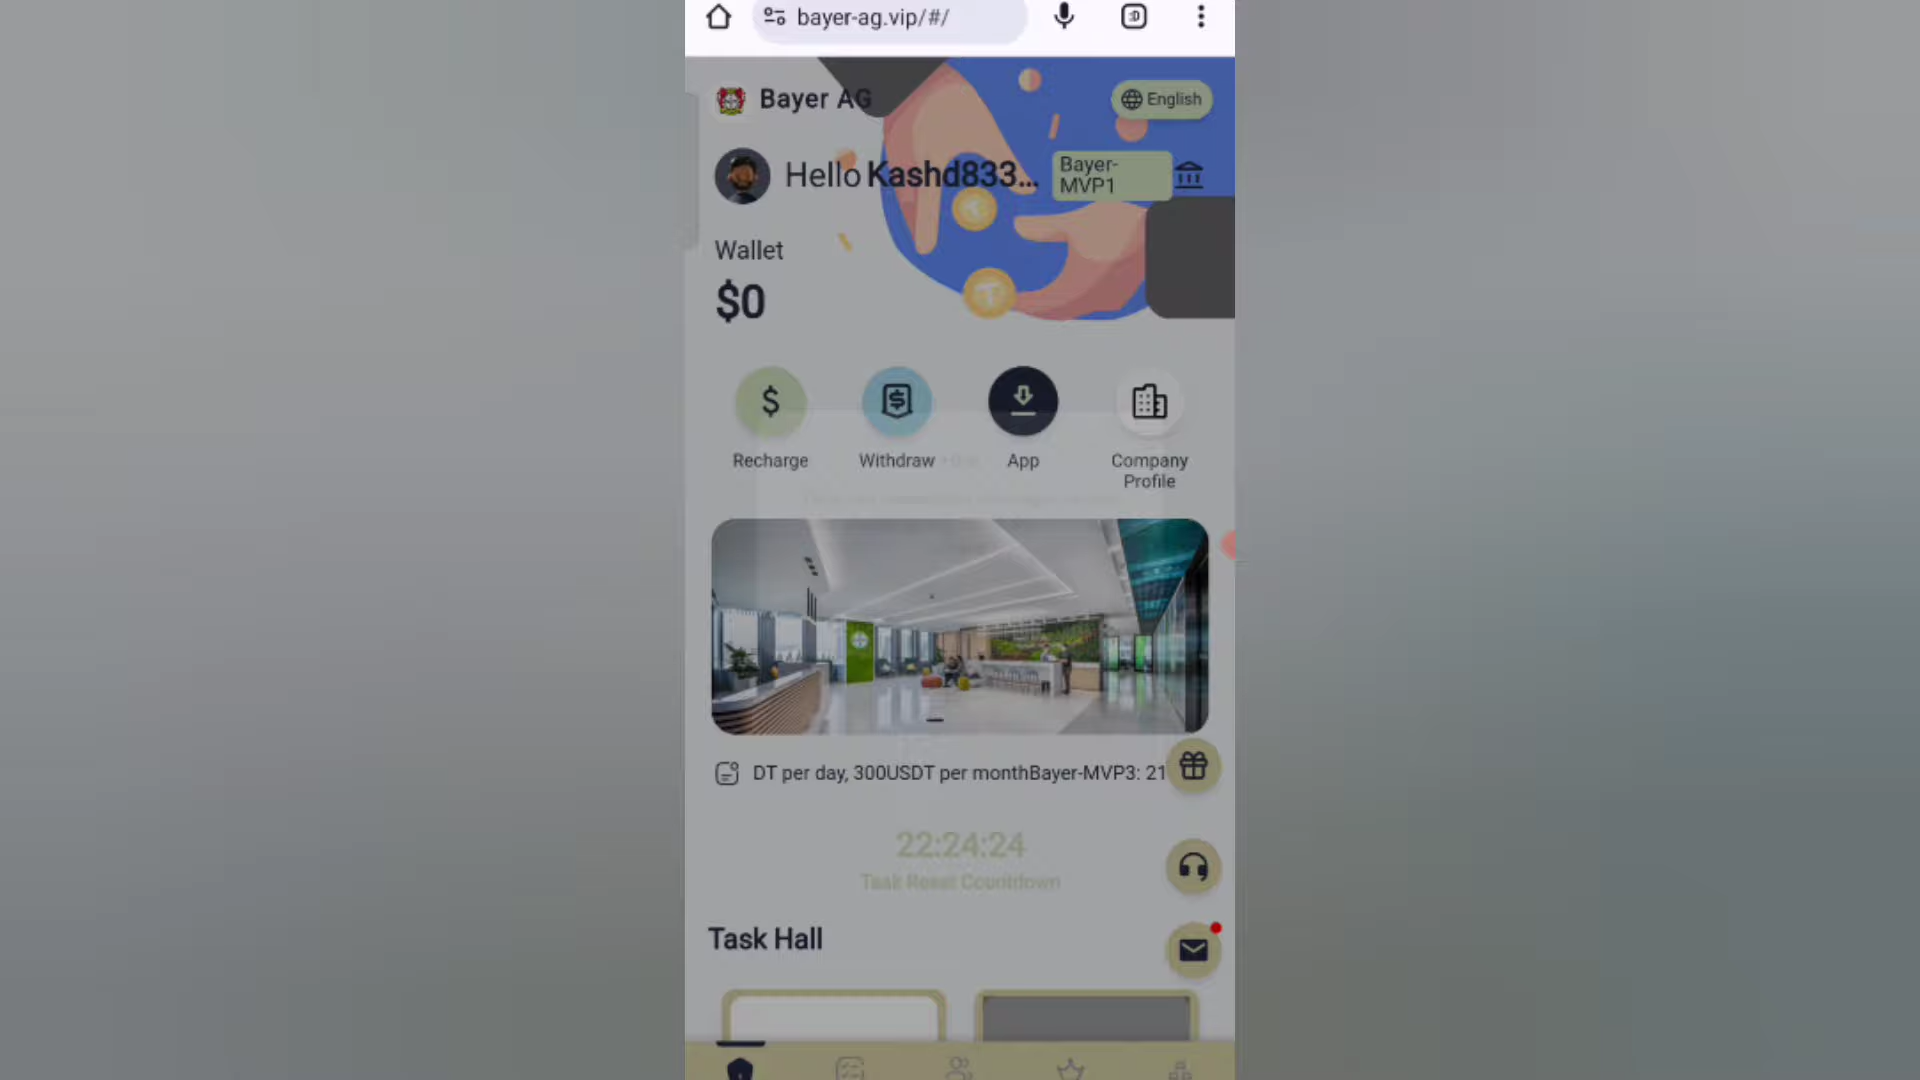 bayer-ag.vip/#/
Bayer AG
English
Hello Kashd833...
Bayer-
MVP1
Wallet
$0
Recharge
Withdraw
App
Company
Profile
DT per day, 300USDT per monthBayer-MVP3: 21
22:24:24
Task Reset Countdown
Task Hall